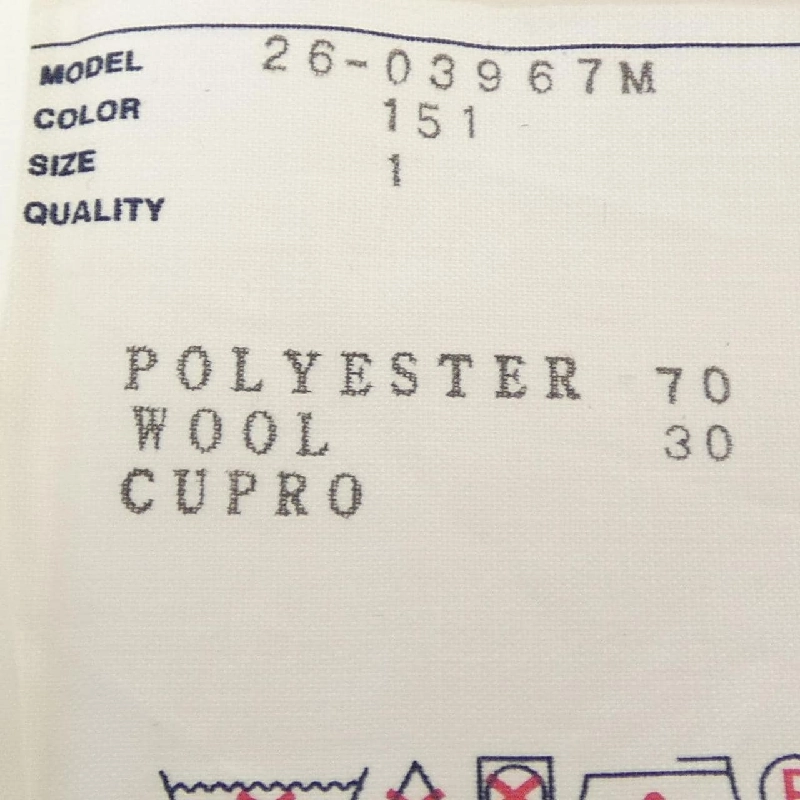 MODEL 26-03967M
COLOR 151
SIZE 1
QUALITY
POLYESTER 70
WOOL 30
CUPRO